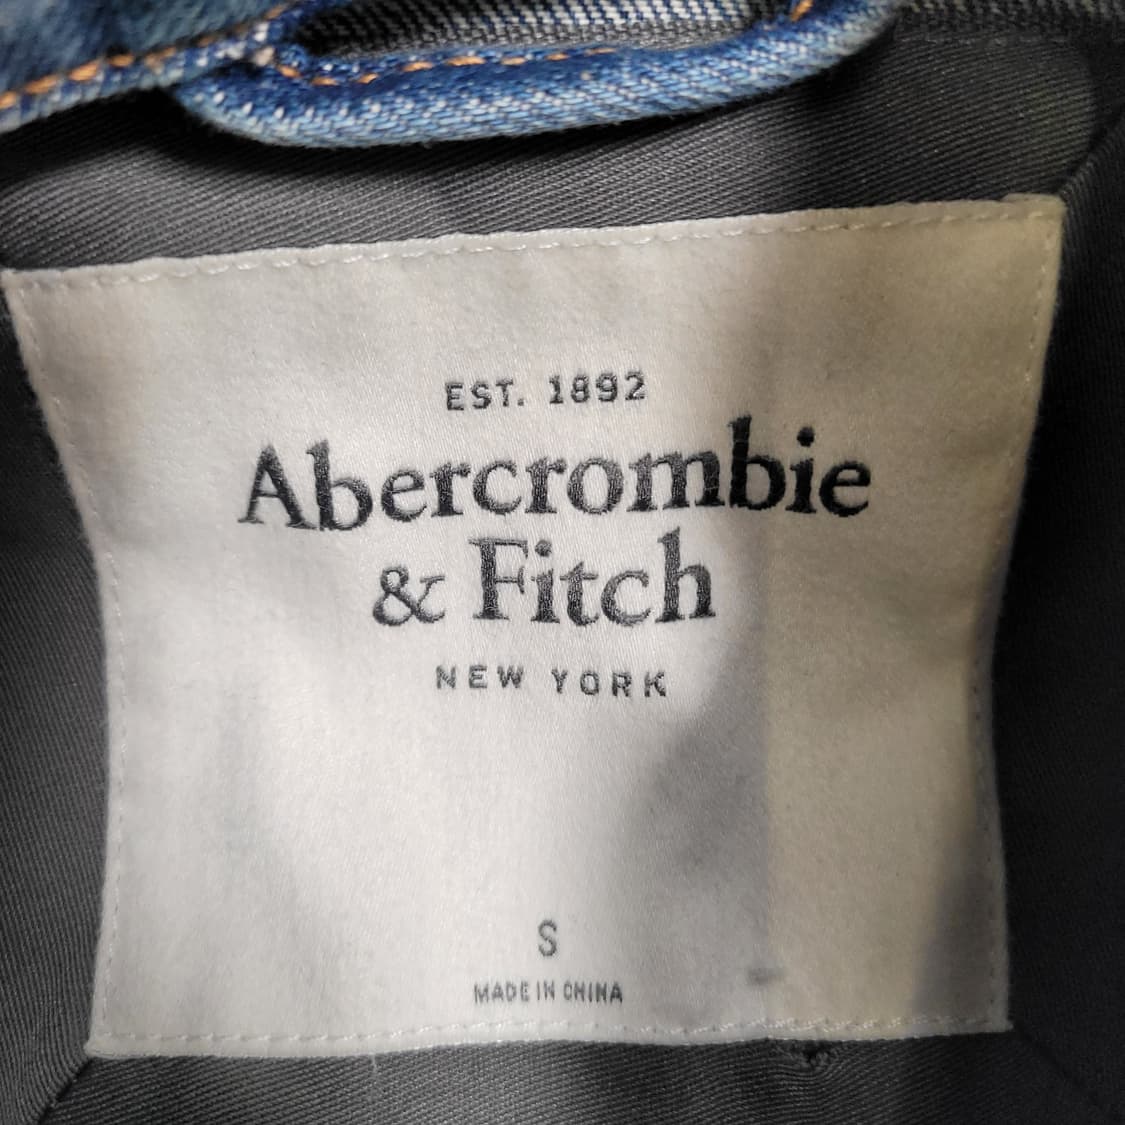 EST. 1892
Abercrombie
& Fitch
NEW YORK
S
MADE IN CHINA